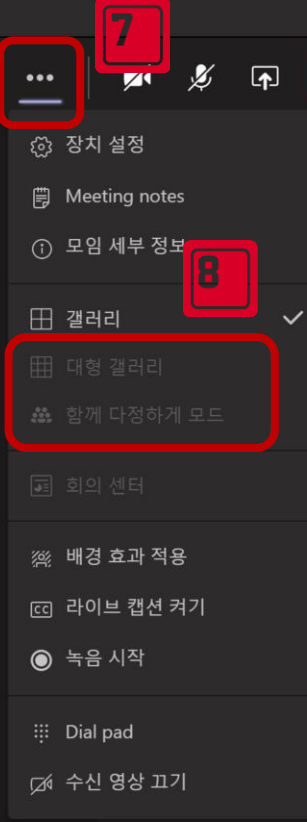 7
장치 설정
Meeting notes
모임 세부 정보
8
갤러리
대형 갤러리
함께 다정하게 모드
회의 센터
배경 효과 적용
CC 라이브 캡션 켜기
녹음 시작
Dial pad
수신 영상 끄기